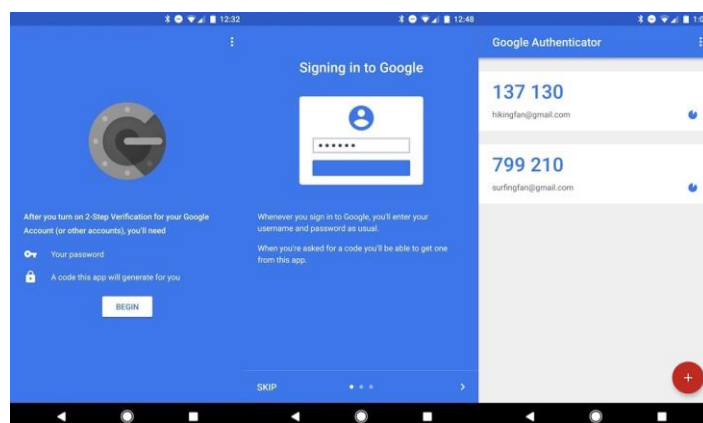 12:32
After you turn on 2-Step Verification for your Google
Account (or other accounts), you'll need
Your password
A code this app will generate for you
BEGIN
12:48
Signing in to Google
Whenever you sign in to Google, you'll enter your
username and password as usual.
When you're asked for a code you'll be able to get one
from this app.
SKIP
Google Authenticator
137 130
hikingfan@gmail.com
799 210
surfingfan@gmail.com